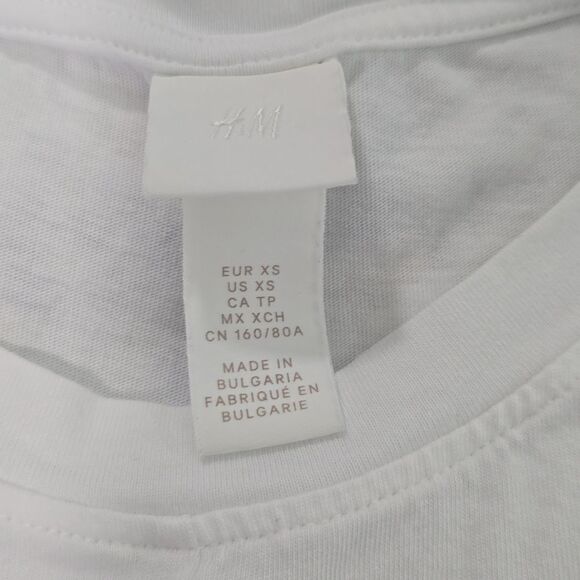 H&M
EUR XS
US XS
CA TP
MX XCH
CN 160/80A
MADE IN
BULGARIA
FABRIQUÉ EN
BULGARIE